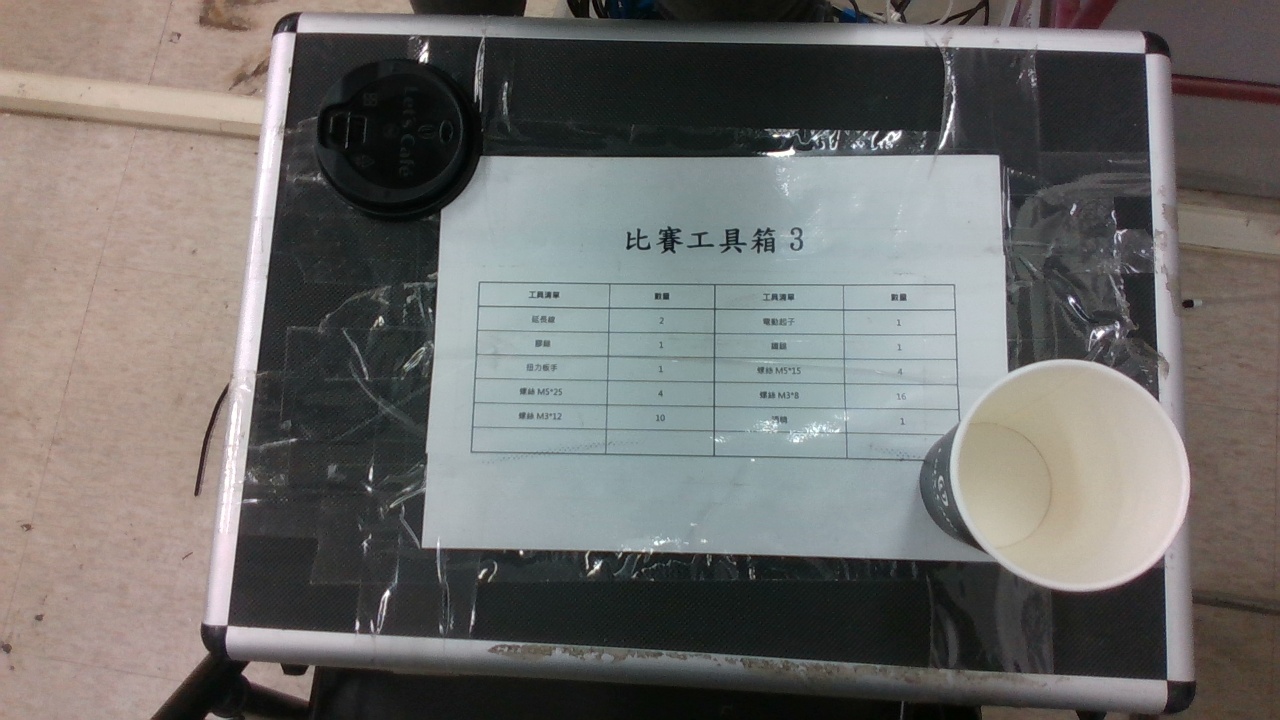 Let's Café
比賽工具箱 3
工具清單 數量 工具清單 數量
延長線 2 電動起子 1
膠鎚 1 鐵鎚 1
扭力板手 1 螺絲 M5*15 4
螺絲 M5*25 4 螺絲 M3*8 16
螺絲 M3*12 10 1